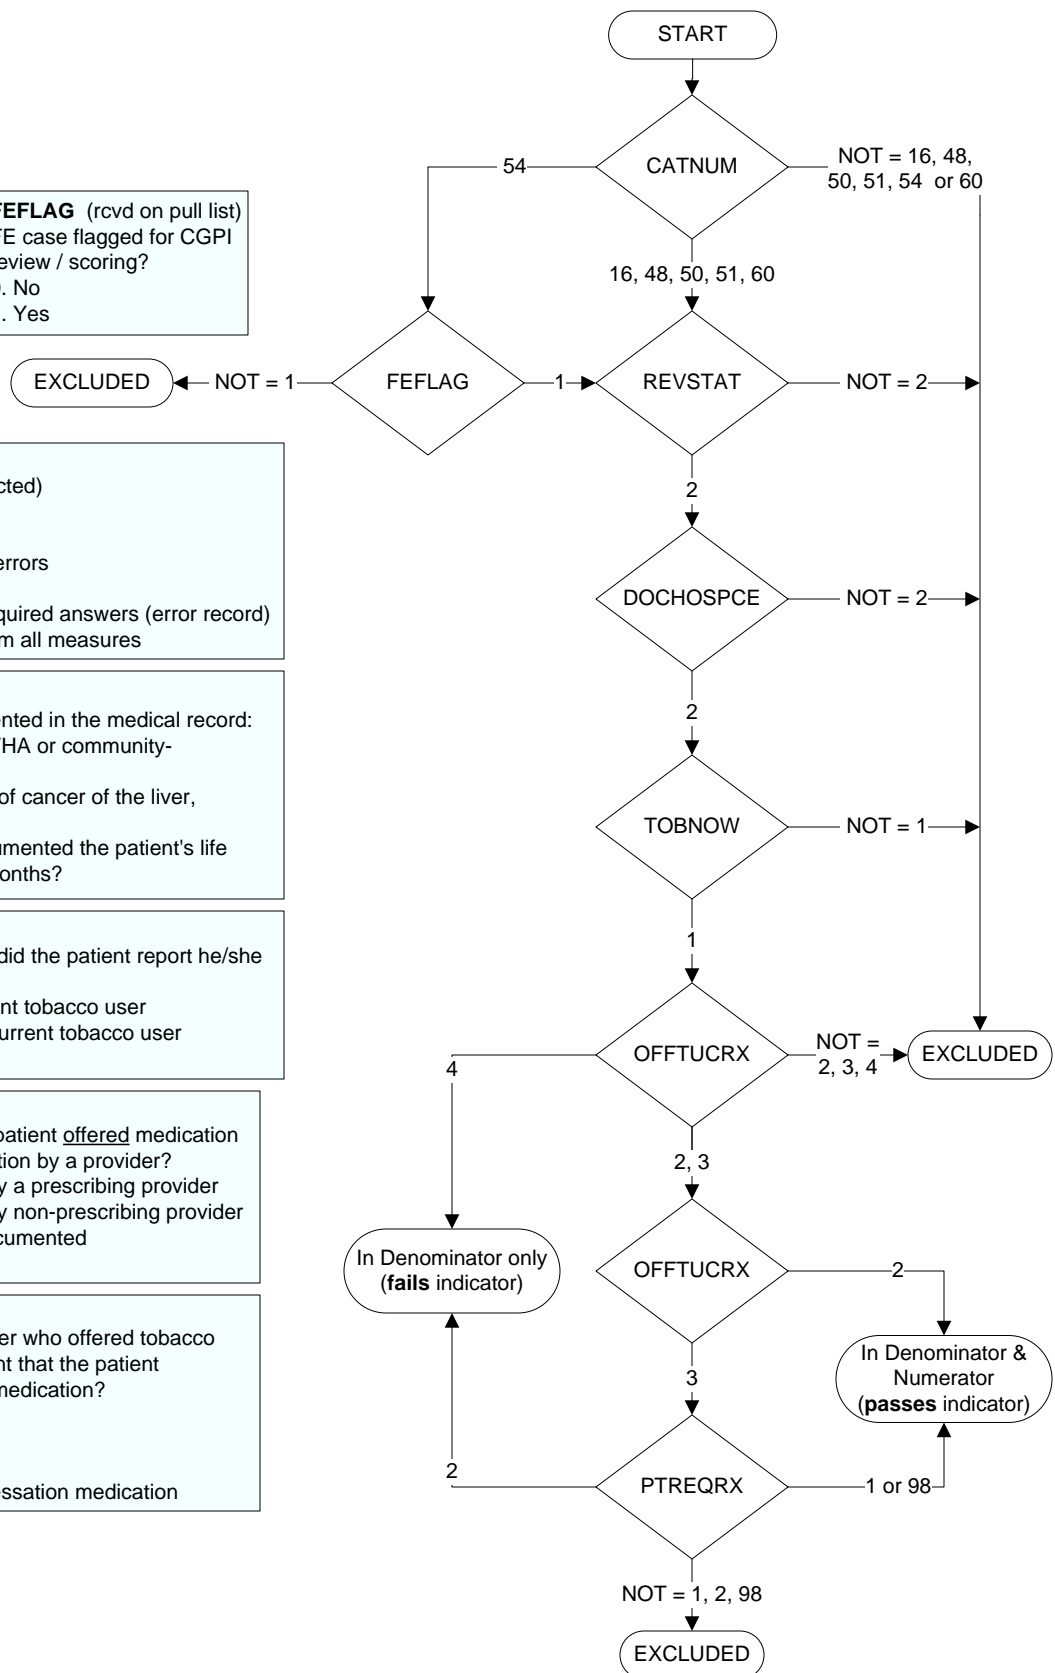 START
CATNUM
54
NOT = 16, 48,
50, 51, 54 or 60
16, 48, 50, 51, 60
FEFLAG (rcvd on pull list)
FE case flagged for CGPI
eview / scoring?
. No
. Yes
EXCLUDED
NOT = 1
FEFLAG
1
REVSTAT
NOT = 2
2
cted)
errors
quired answers (error record)
m all measures
DOCHOSPCE
NOT = 2
2
ented in the medical record:
HA or community-
of cancer of the liver,
umented the patient's life
onths?
TOBNOW
NOT = 1
1
did the patient report he/she
nt tobacco user
urrent tobacco user
OFFTUCRX
NOT =
2, 3, 4
EXCLUDED
4
2, 3
patient offered medication
tion by a provider?
y a prescribing provider
y non-prescribing provider
cumented
In Denominator only
(fails indicator)
OFFTUCRX
2
3
In Denominator &
Numerator
(passes indicator)
er who offered tobacco
nt that the patient
medication?
essation medication
2
PTREQRX
1 or 98
NOT = 1, 2, 98
EXCLUDED